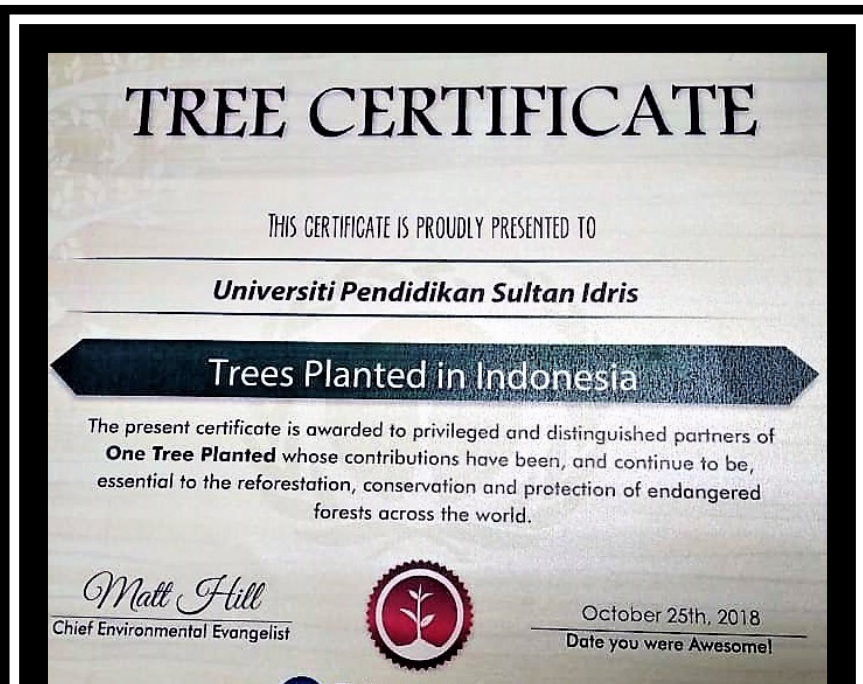 TREE CERTIFICATE
THIS CERTIFICATE IS PROUDLY PRESENTED TO
Universiti Pendidikan Sultan Idris
Trees Planted in Indonesia
The present certificate is awarded to privileged and distinguished partners of
One Tree Planted whose contributions have been, and continue to be,
essential to the reforestation, conservation and protection of endangered
forests across the world.
Matt Hill
Chief Environmental Evangelist
October 25th, 2018
Date you were Awesome!